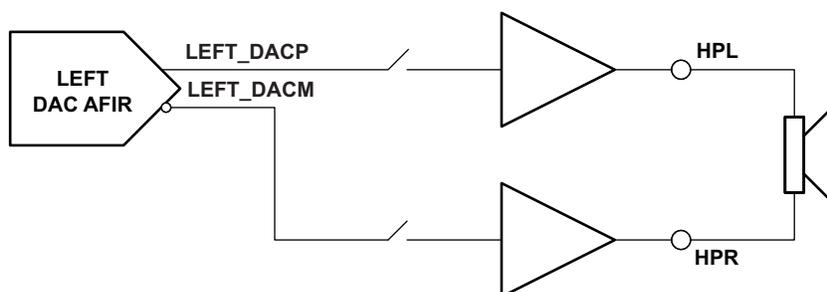 LEFT_DACP
HPL
LEFT
DAC AFIR
LEFT_DACM
HPR